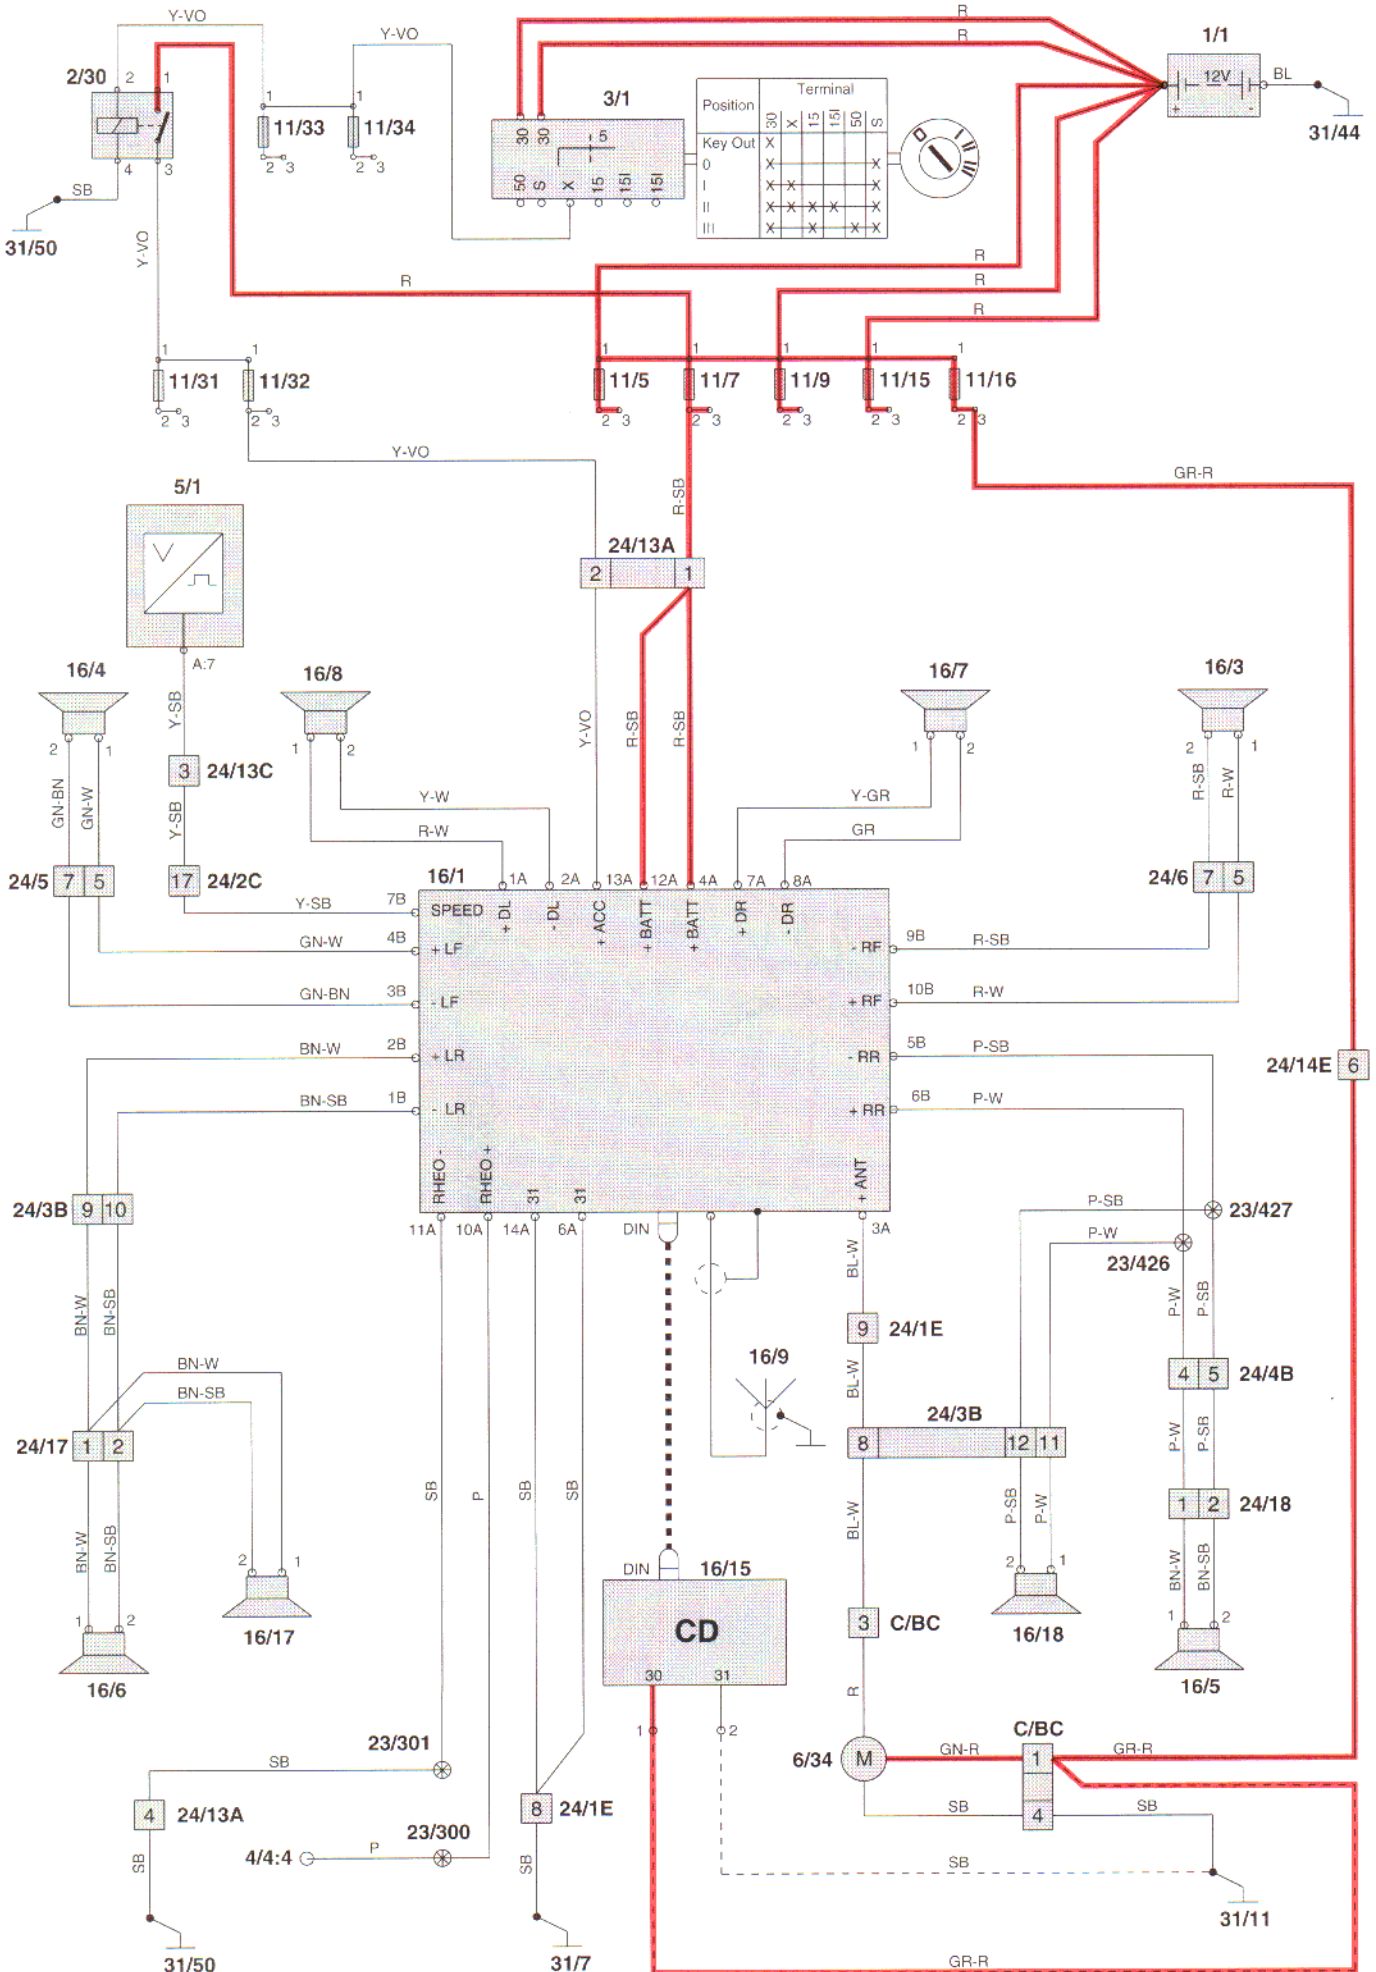 Y-VO
Y-VO
R
R
1/1
12V
+ -
BL
31/44
2/30
2 1
4 3
SB
31/50
Y-VO
1 1
11/33 11/34
2 3 2 3
3/1
30 30 5
50 S X 15 15I 15I
Position Terminal
30 X 15 15I 50 S
Key Out X
0 X X
I X X X
II X X X X X
III X X X X
0 I II III
R
R
R
R
1 1
11/31 11/32
2 3 2 3
1 1 1 1 1
11/5 11/7 11/9 11/15 11/16
2 3 2 3 2 3 2 3 2 3
Y-VO
R-SB
GR-R
5/1
A:7
24/13A
2 1
16/4
2 1
GN-BN GN-W
Y-SB
3 24/13C
Y-SB
16/8
1 2
Y-W
R-W
Y-VO R-SB R-SB
16/7
1 2
Y-GR
GR
16/3
2 1
R-SB R-W
24/5 7 5
17 24/2C
24/6 7 5
16/1
1A 2A 13A 12A 4A 7A 8A
+ DL - DL + ACC + BATT + BATT + DR - DR
Y-SB 7B SPEED
GN-W 4B + LF
GN-BN 3B - LF
BN-W 2B + LR
BN-SB 1B - LR
- RF 9B R-SB
+ RF 10B R-W
- RR 5B P-SB
+ RR 6B P-W
24/14E 6
RHEO - RHEO + 31 31 + ANT
11A 10A 14A 6A DIN 3A
24/3B 9 10
BN-W BN-SB
BN-W
BN-SB
24/17 1 2
BN-W BN-SB
2 1
16/17
1 2
16/6
BL-W
9 24/1E
BL-W
P-SB 23/427
P-W 23/426
P-W P-SB
4 5 24/4B
P-W P-SB
16/9
24/3B
8 12 11
SB P SB SB
BL-W
P-SB P-W
1 2 24/18
BN-W BN-SB
DIN 16/15
CD
30 31
1 2
3 C/BC
R
2 1
16/18
1 2
16/5
23/301
SB
4 24/13A
SB
31/50
4/4:4 P 23/300
8 24/1E
31/7
6/34 M
GN-R
C/BC
1
4
GR-R
SB SB
SB
31/11
GR-R